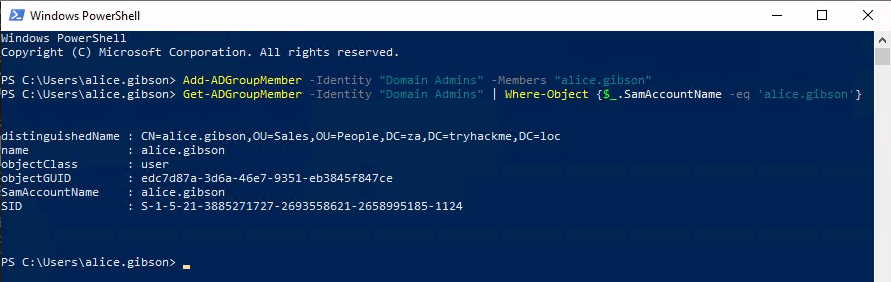 Windows PowerShell
Windows PowerShell
Copyright (C) Microsoft Corporation. All rights reserved.
PS C:\Users\alice.gibson> Add-ADGroupMember -Identity "Domain Admins" -Members "alice.gibson"
PS C:\Users\alice.gibson> Get-ADGroupMember -Identity "Domain Admins" | Where-Object {$_.SamAccountName -eq 'alice.gibson'}
distinguishedName : CN=alice.gibson,OU=Sales,OU=People,DC=za,DC=tryhackme,DC=loc
name : alice.gibson
objectClass : user
objectGUID : edc7d87a-3d6a-46e7-9351-eb3845f847ce
SamAccountName : alice.gibson
SID : S-1-5-21-3885271727-2693558621-2658995185-1124
PS C:\Users\alice.gibson>